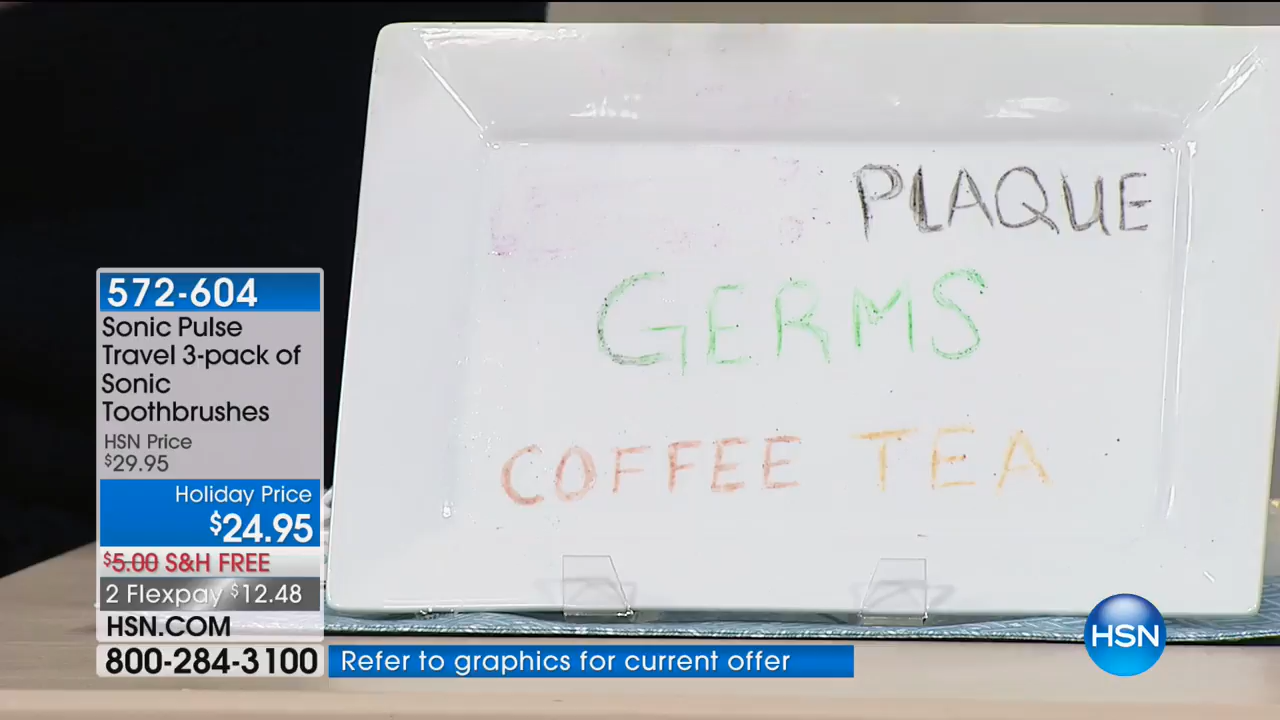 PLAQUE
GERMS
COFFEE TEA
572-604
Sonic Pulse
Travel 3-pack of
Sonic
Toothbrushes
HSN Price
$29.95
Holiday Price
$24.95
$5.00 S&H FREE
2 Flexpay $12.48
HSN.COM
800-284-3100
Refer to graphics for current offer
HSN